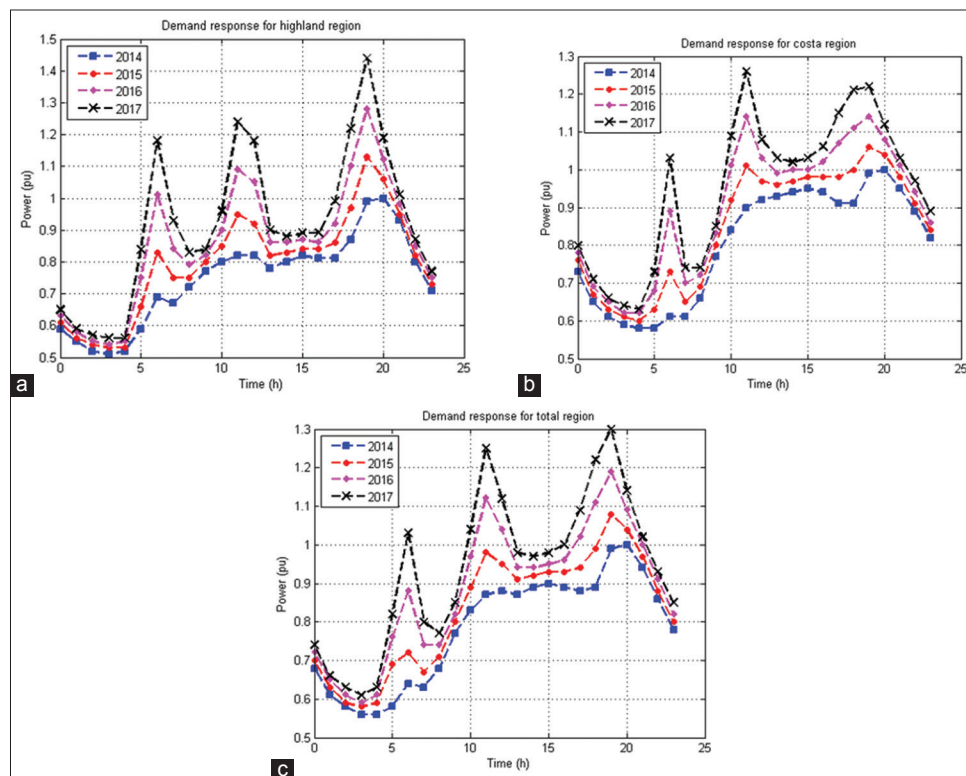 Demand response for highland region
1.5
1.4
1.3
1.2
1.1
1
0.9
0.8
0.7
0.6
0.5
Power (pu)
2014
2015
2016
2017
0 5 10 15 20 25
Time (h)
a
Demand response for costa region
1.3
1.2
1.1
1
0.9
0.8
0.7
0.6
0.5
Power (pu)
2014
2015
2016
2017
0 5 10 15 20 25
Time (h)
b
Demand response for total region
1.3
1.2
1.1
1
0.9
0.8
0.7
0.6
0.5
Power (pu)
2014
2015
2016
2017
0 5 10 15 20 25
Time (h)
c